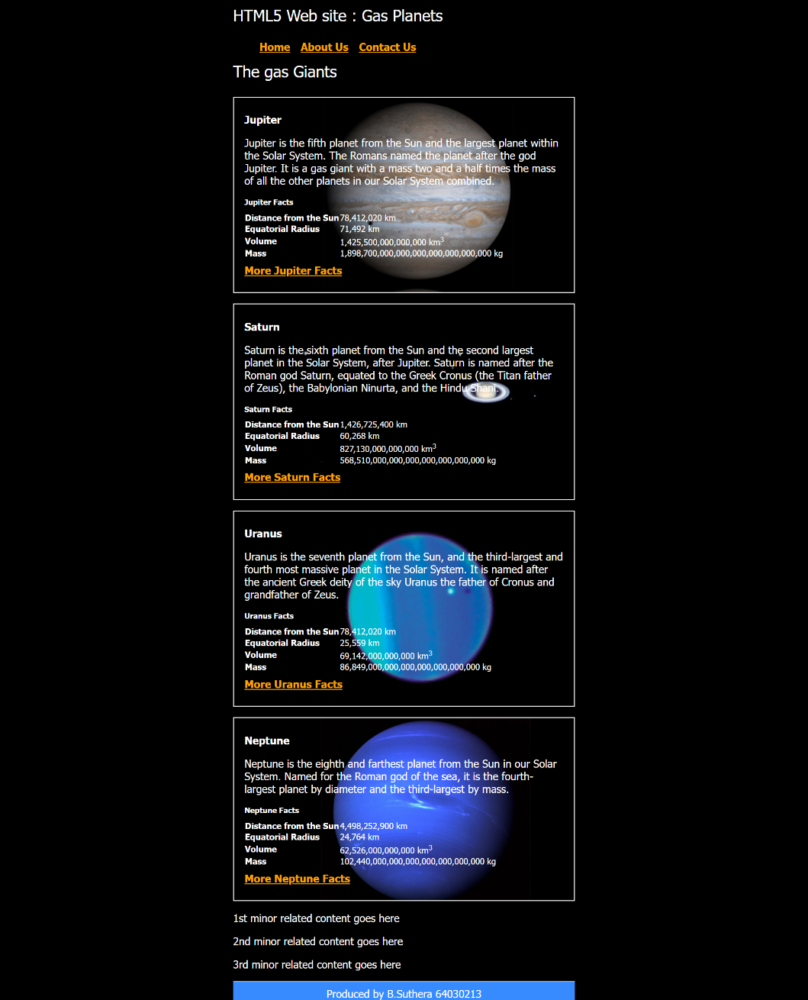 HTML5 Web site : Gas Planets
Home About Us Contact Us
The gas Giants
Jupiter
Jupiter is the fifth planet from the Sun and the largest planet within
the Solar System. The Romans named the planet after the god
Jupiter. It is a gas giant with a mass two and a half times the mass
of all the other planets in our Solar System combined.
Jupiter Facts
Distance from the Sun 78,412,020 km
Equatorial Radius 71,492 km
Volume 1,425,500,000,000,000 km3
Mass 1,898,700,000,000,000,000,000,000,000 kg
More Jupiter Facts
Saturn
Saturn is the sixth planet from the Sun and the second largest
planet in the Solar System, after Jupiter. Saturn is named after the
Roman god Saturn, equated to the Greek Cronus (the Titan father
of Zeus), the Babylonian Ninurta, and the Hindu Shani.
Saturn Facts
Distance from the Sun 1,426,725,400 km
Equatorial Radius 60,268 km
Volume 827,130,000,000,000 km3
Mass 568,510,000,000,000,000,000,000,000 kg
More Saturn Facts
Uranus
Uranus is the seventh planet from the Sun, and the third-largest and
fourth most massive planet in the Solar System. It is named after
the ancient Greek deity of the sky Uranus the father of Cronus and
grandfather of Zeus.
Uranus Facts
Distance from the Sun 78,412,020 km
Equatorial Radius 25,559 km
Volume 69,142,000,000,000 km3
Mass 86,849,000,000,000,000,000,000,000 kg
More Uranus Facts
Neptune
Neptune is the eighth and farthest planet from the Sun in our Solar
System. Named for the Roman god of the sea, it is the fourth-
largest planet by diameter and the third-largest by mass.
Neptune Facts
Distance from the Sun 4,498,252,900 km
Equatorial Radius 24,764 km
Volume 62,526,000,000,000 km3
Mass 102,440,000,000,000,000,000,000,000 kg
More Neptune Facts
1st minor related content goes here
2nd minor related content goes here
3rd minor related content goes here
Produced by B.Suthera 64030213